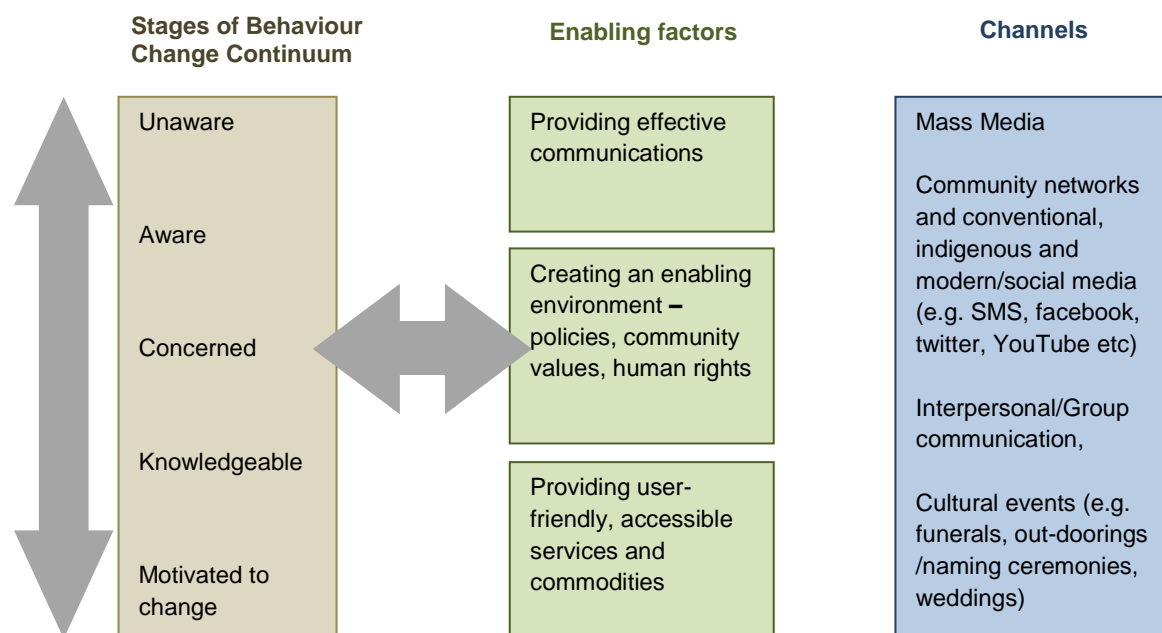 Stages of Behaviour
Change Continuum
Enabling factors
Channels
Unaware
Aware
Concerned
Knowledgeable
Motivated to
change
Providing effective
communications
Creating an enabling
environment –
policies, community
values, human rights
Providing user-
friendly, accessible
services and
commodities
Mass Media
Community networks
and conventional,
indigenous and
modern/social media
(e.g. SMS, facebook,
twitter, YouTube etc)
Interpersonal/Group
communication,
Cultural events (e.g.
funerals, out-doorings
/naming ceremonies,
weddings)